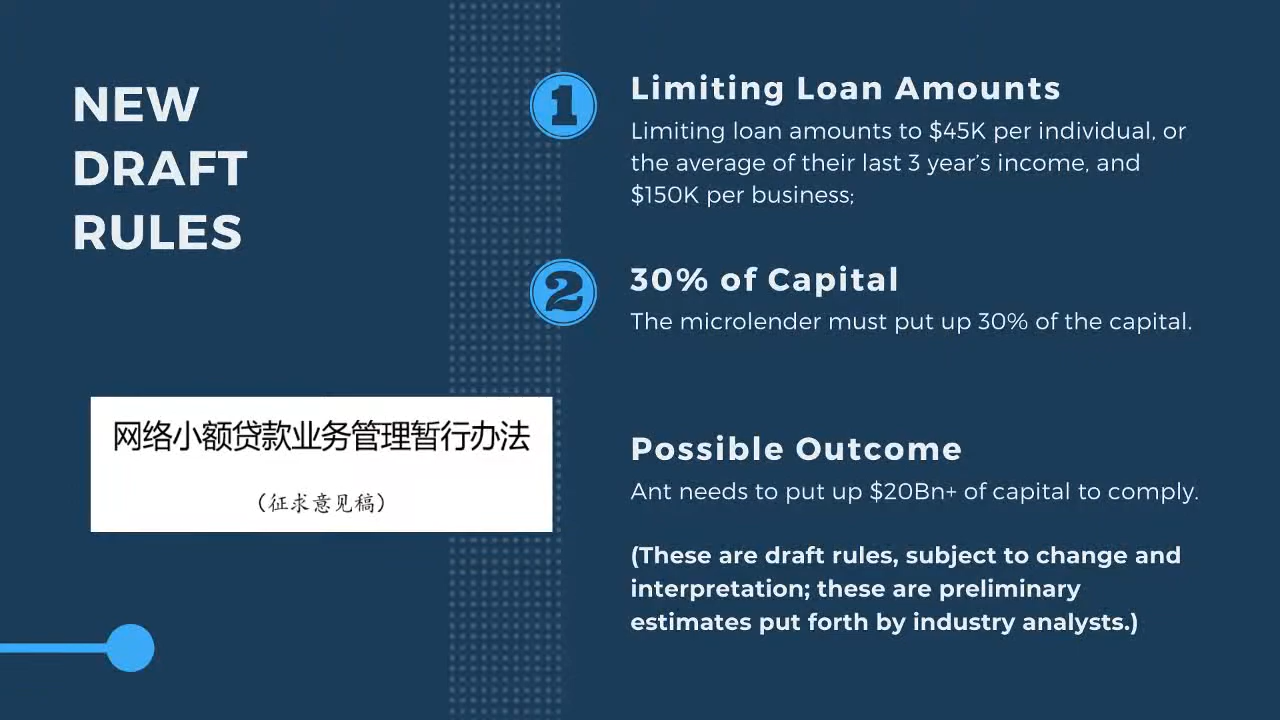 NEW
DRAFT
RULES
网络小额贷款业务管理暂行办法
（征求意见稿）
1
Limiting Loan Amounts
Limiting loan amounts to $45K per individual, or
the average of their last 3 year’s income, and
$150K per business;
2
30% of Capital
The microlender must put up 30% of the capital.
Possible Outcome
Ant needs to put up $20Bn+ of capital to comply.
(These are draft rules, subject to change and
interpretation; these are preliminary
estimates put forth by industry analysts.)